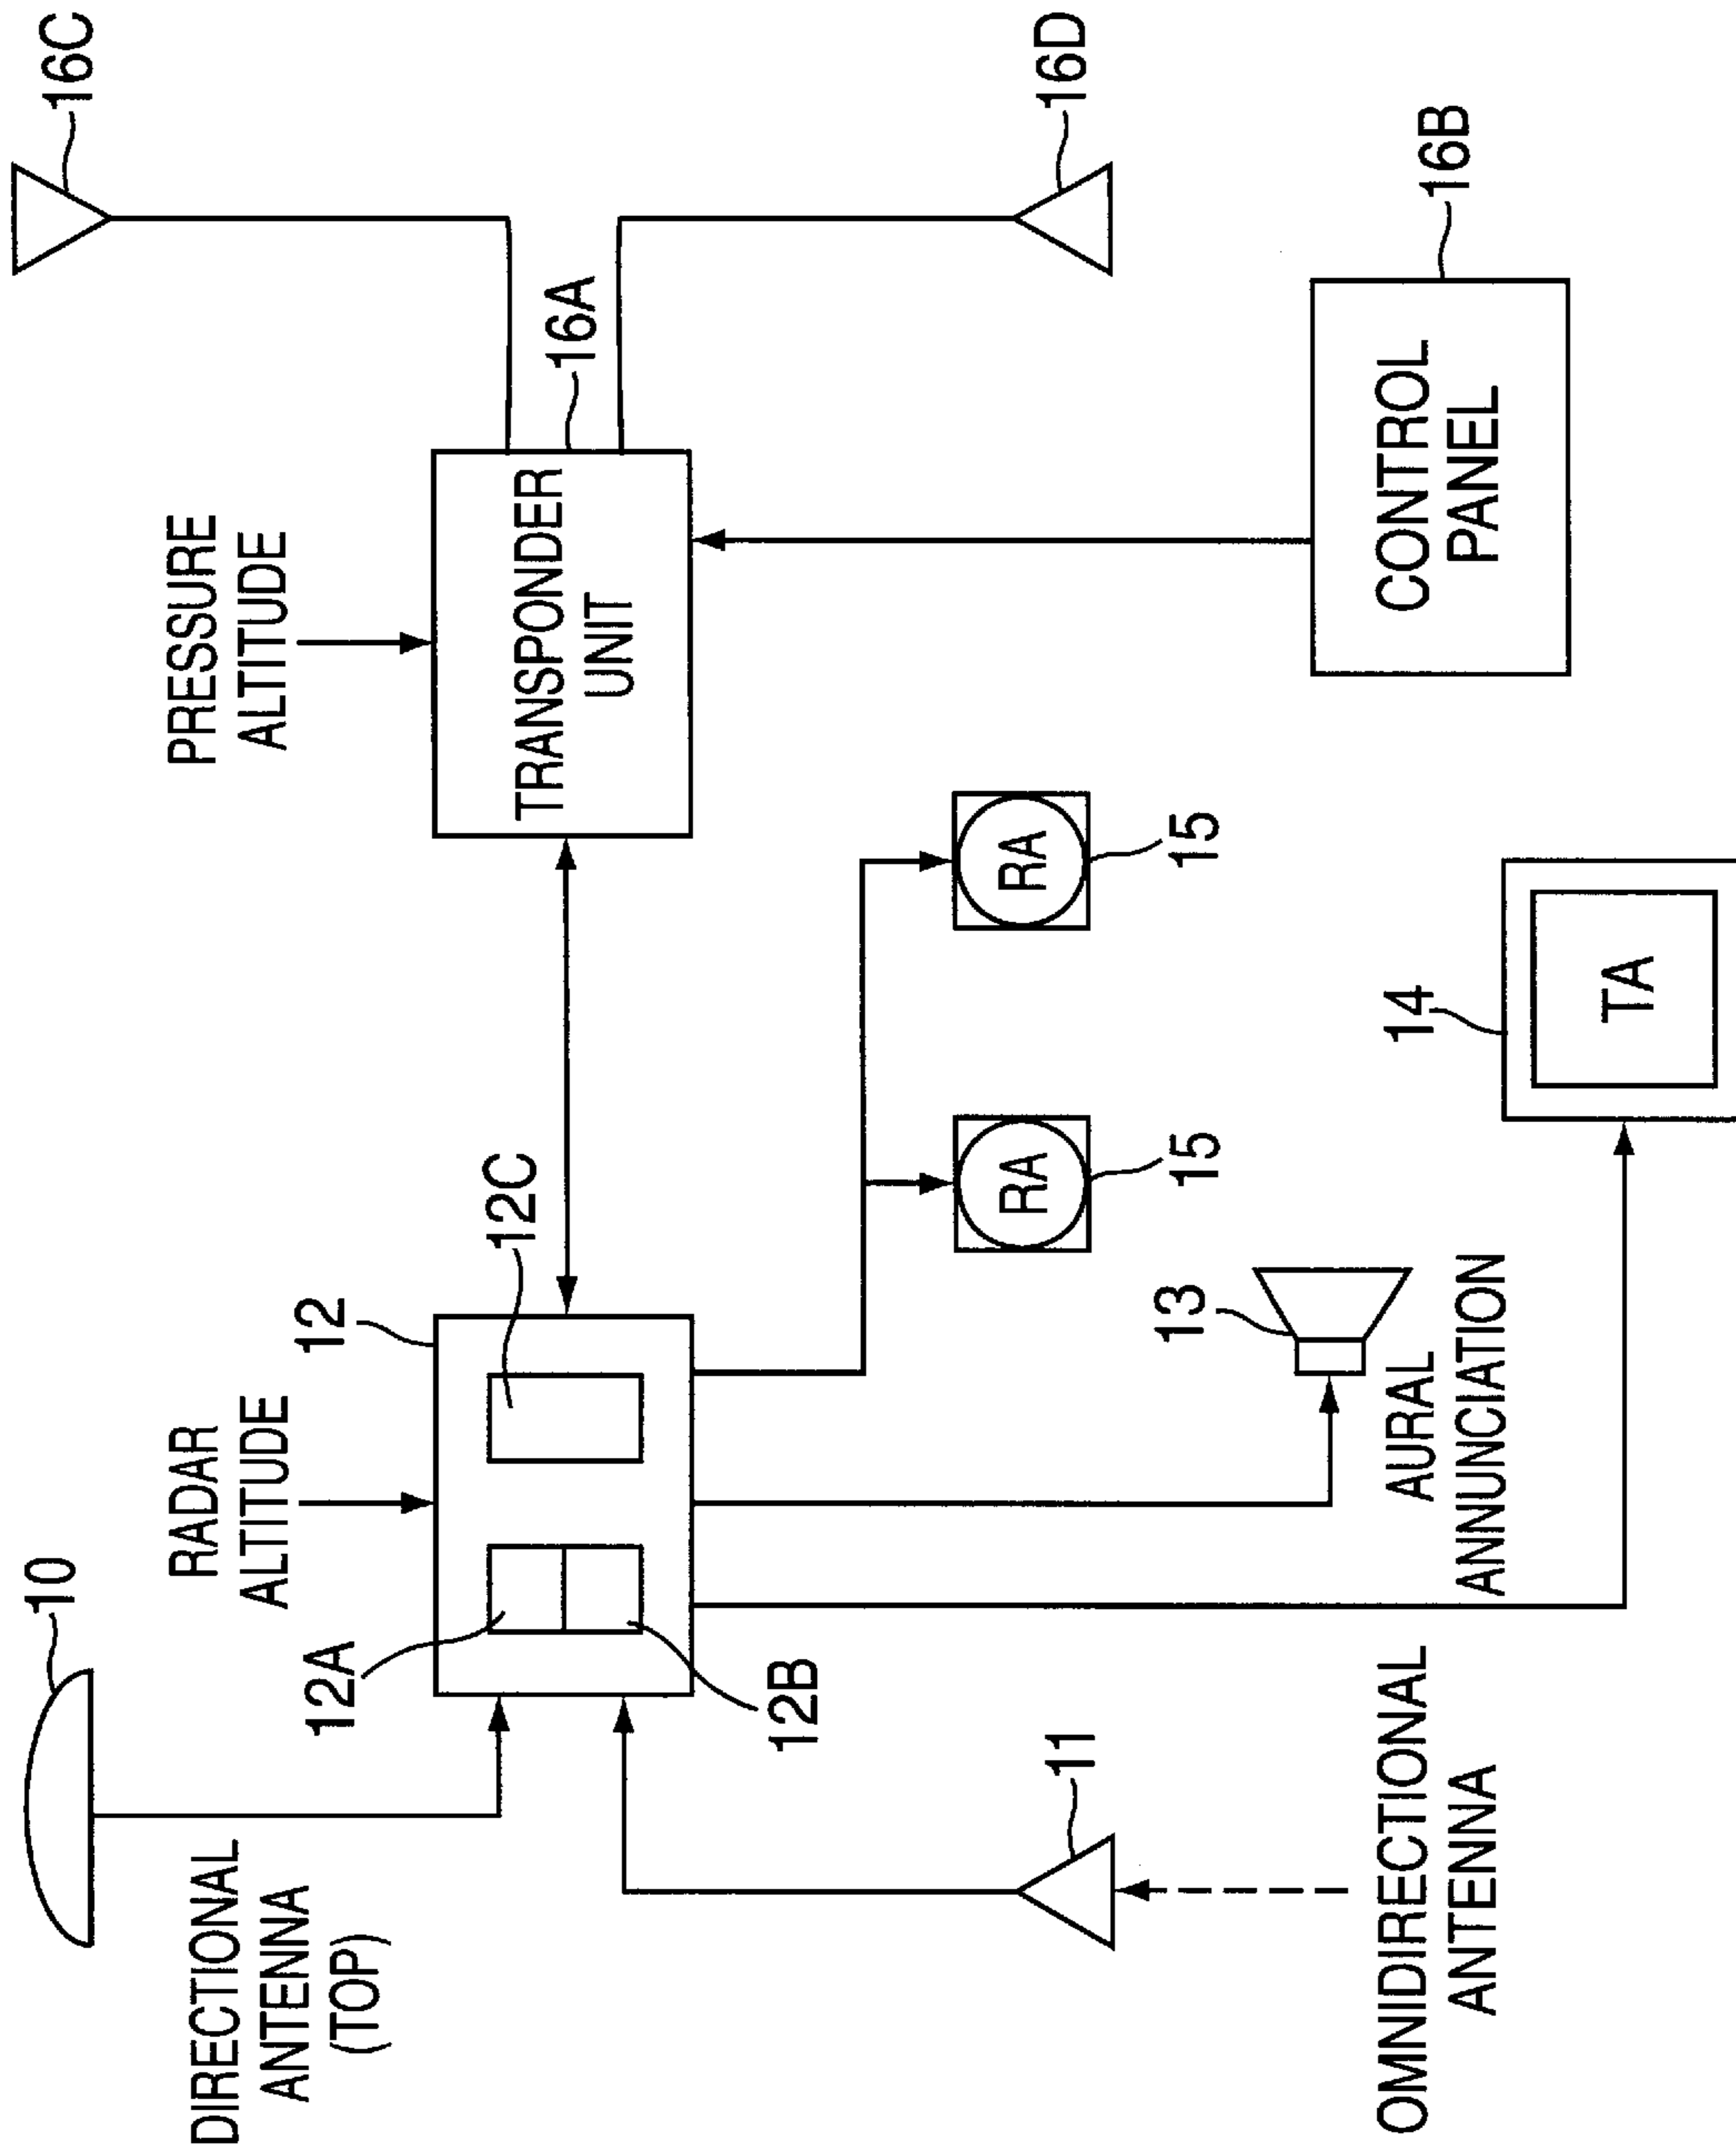 10
DIRECTIONAL
ANTENNA
(TOP)
RADAR
ALTITUDE
12
12A
12B
12C
11
OMNIDIRECTIONAL
ANTENNA
13
AURAL
ANNUNCIATION
14
TA
RA
15
RA
15
PRESSURE
ALTITUDE
TRANSPONDER
UNIT
16A
16C
16D
CONTROL
PANEL
16B